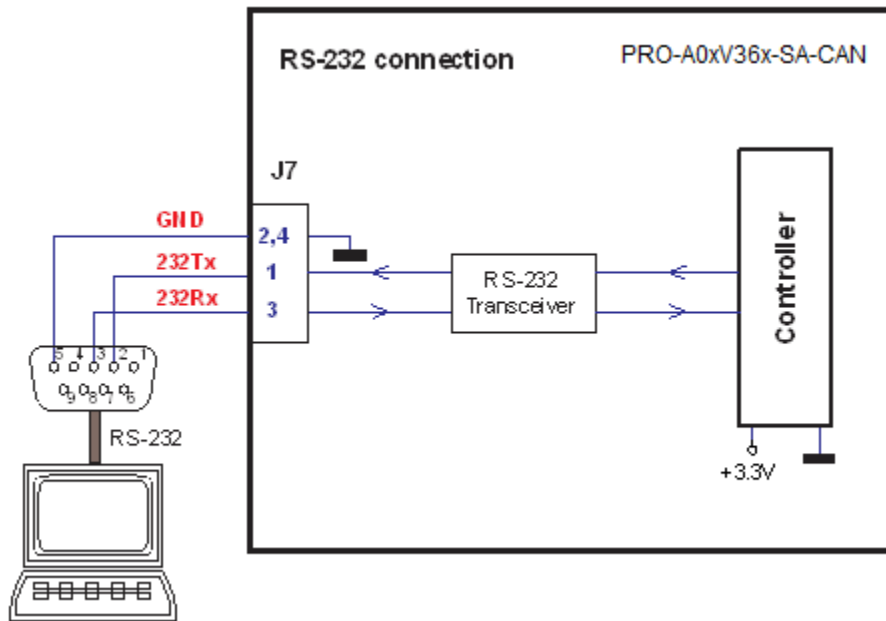 RS-232 connection
PRO-A0xV36x-SA-CAN
J7
GND
2,4
232Tx
1
232Rx
3
RS-232
Transceiver
Controller
+3.3V
5 4 3 2 1
9 8 7 6
RS-232